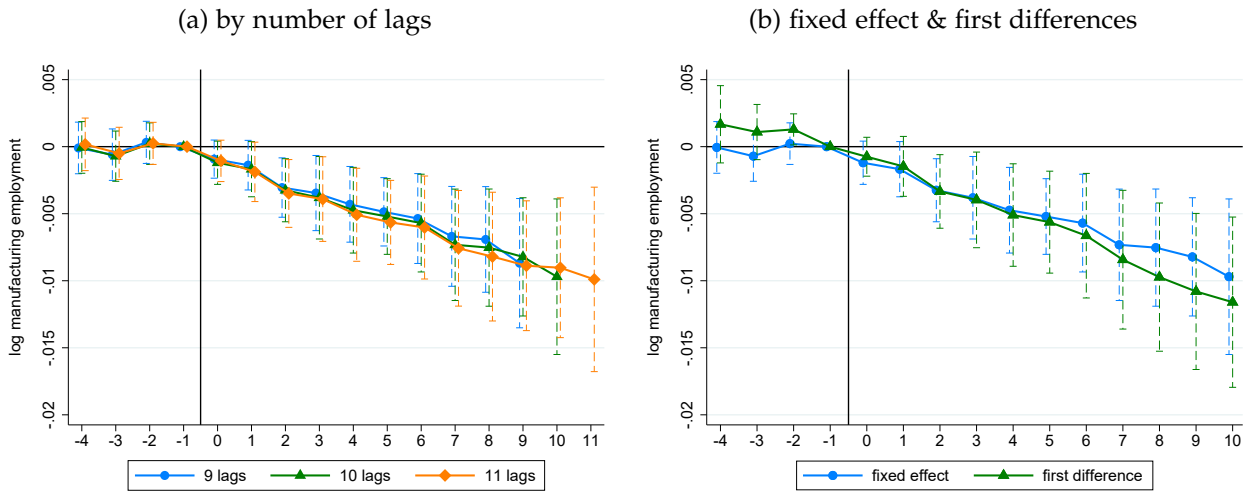 (a) by number of lags
(b) fixed effect & first differences
log manufacturing employment
.005
0
-.005
-.01
-.015
-.02
-4 -3 -2 -1 0 1 2 3 4 5 6 7 8 9 10 11
9 lags 10 lags 11 lags
log manufacturing employment
.005
0
-.005
-.01
-.015
-.02
-4 -3 -2 -1 0 1 2 3 4 5 6 7 8 9 10
fixed effect first difference